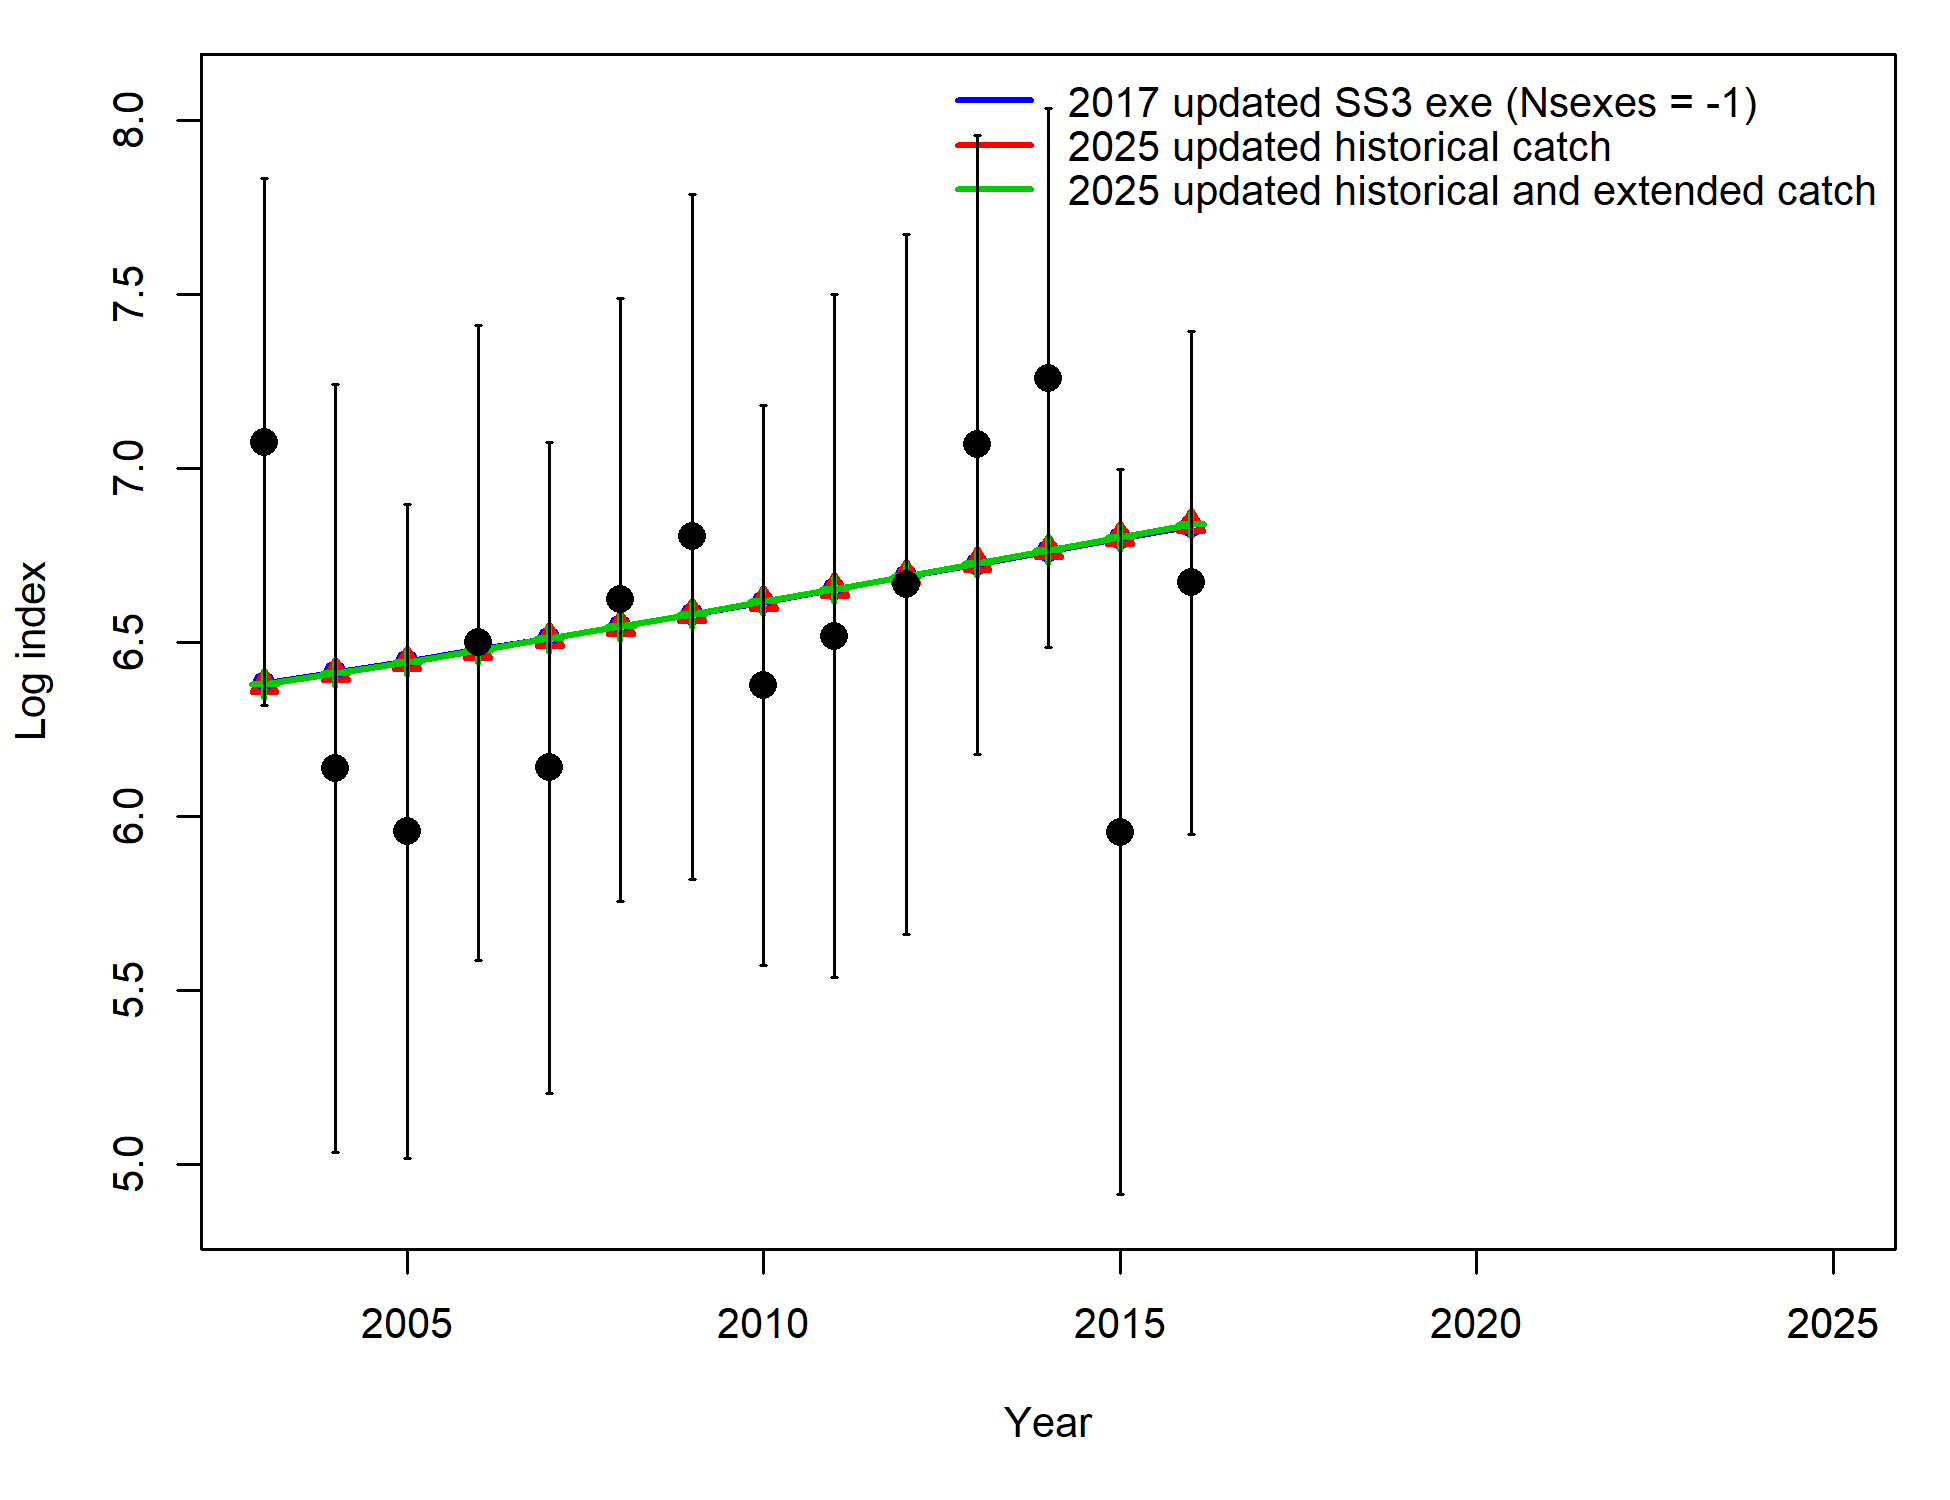 2017 updated SS3 exe (Nsexes = -1)
2025 updated historical catch
2025 updated historical and extended catch
Log index
8.0
7.5
7.0
6.5
6.0
5.5
5.0
2005 2010 2015 2020 2025
Year